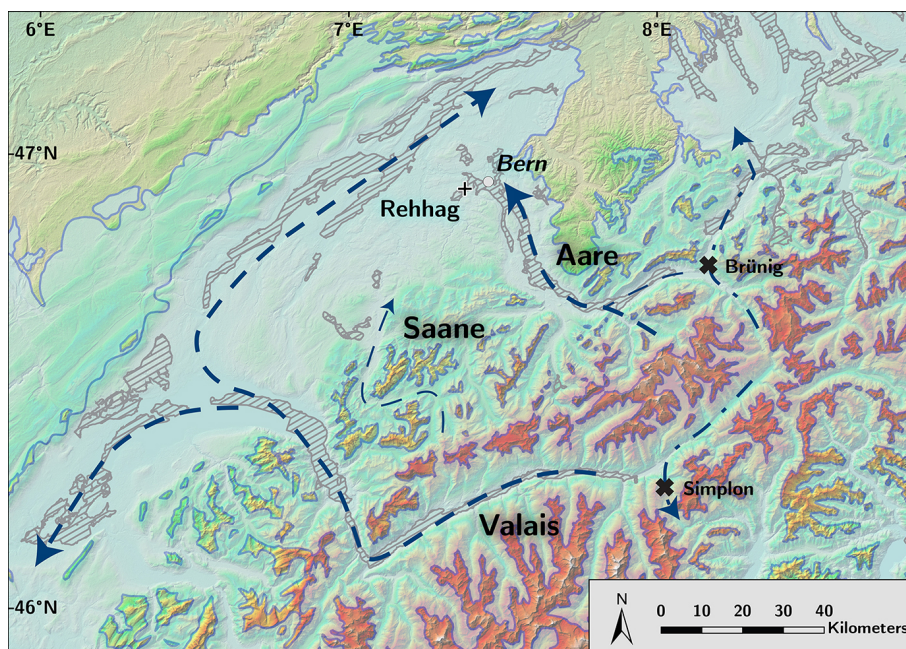 6°E
7°E
8°E
47°N
Bern
Rehhag
Aare
Brünig
Saane
Simplon
Valais
46°N
N
0 10 20 30 40
Kilometers